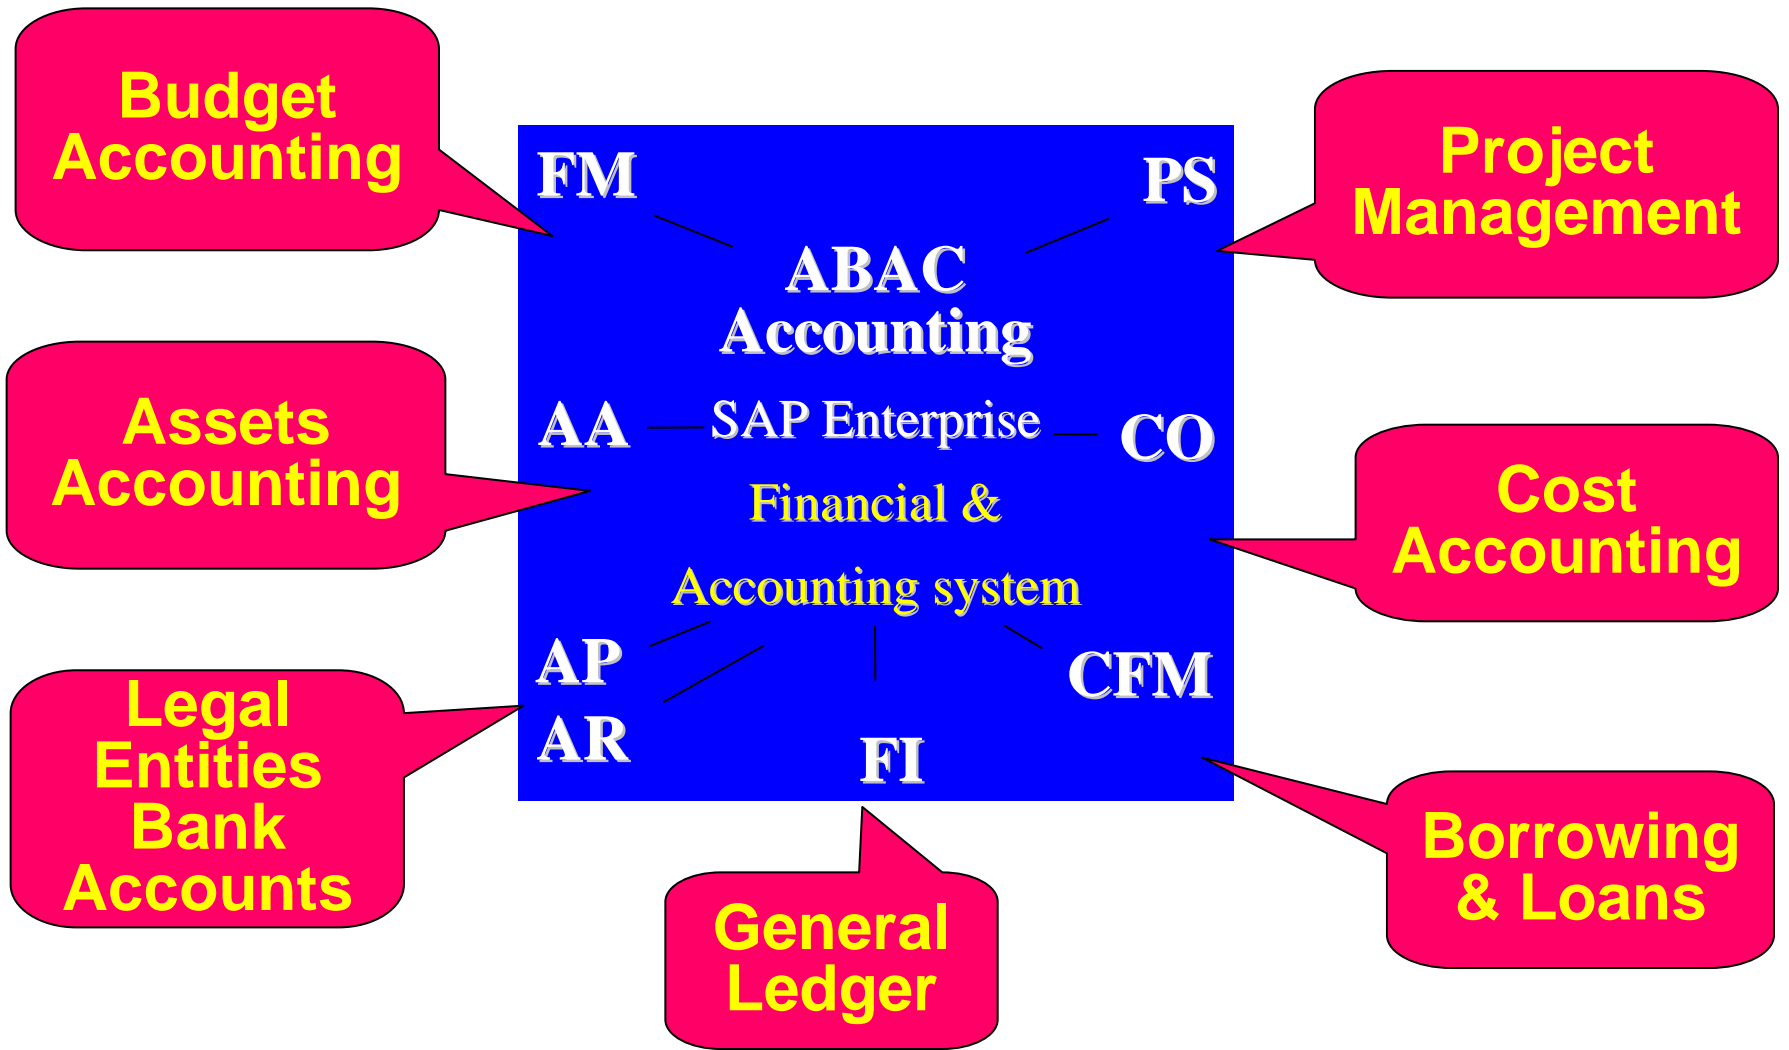 Budget
Accounting
Project
Management
FM
PS
ABAC
Accounting
Assets
Accounting
AA
SAP Enterprise
CO
Cost
Accounting
Financial &
Accounting system
AP
AR
CFM
FI
Legal
Entities
Bank
Accounts
General
Ledger
Borrowing
& Loans